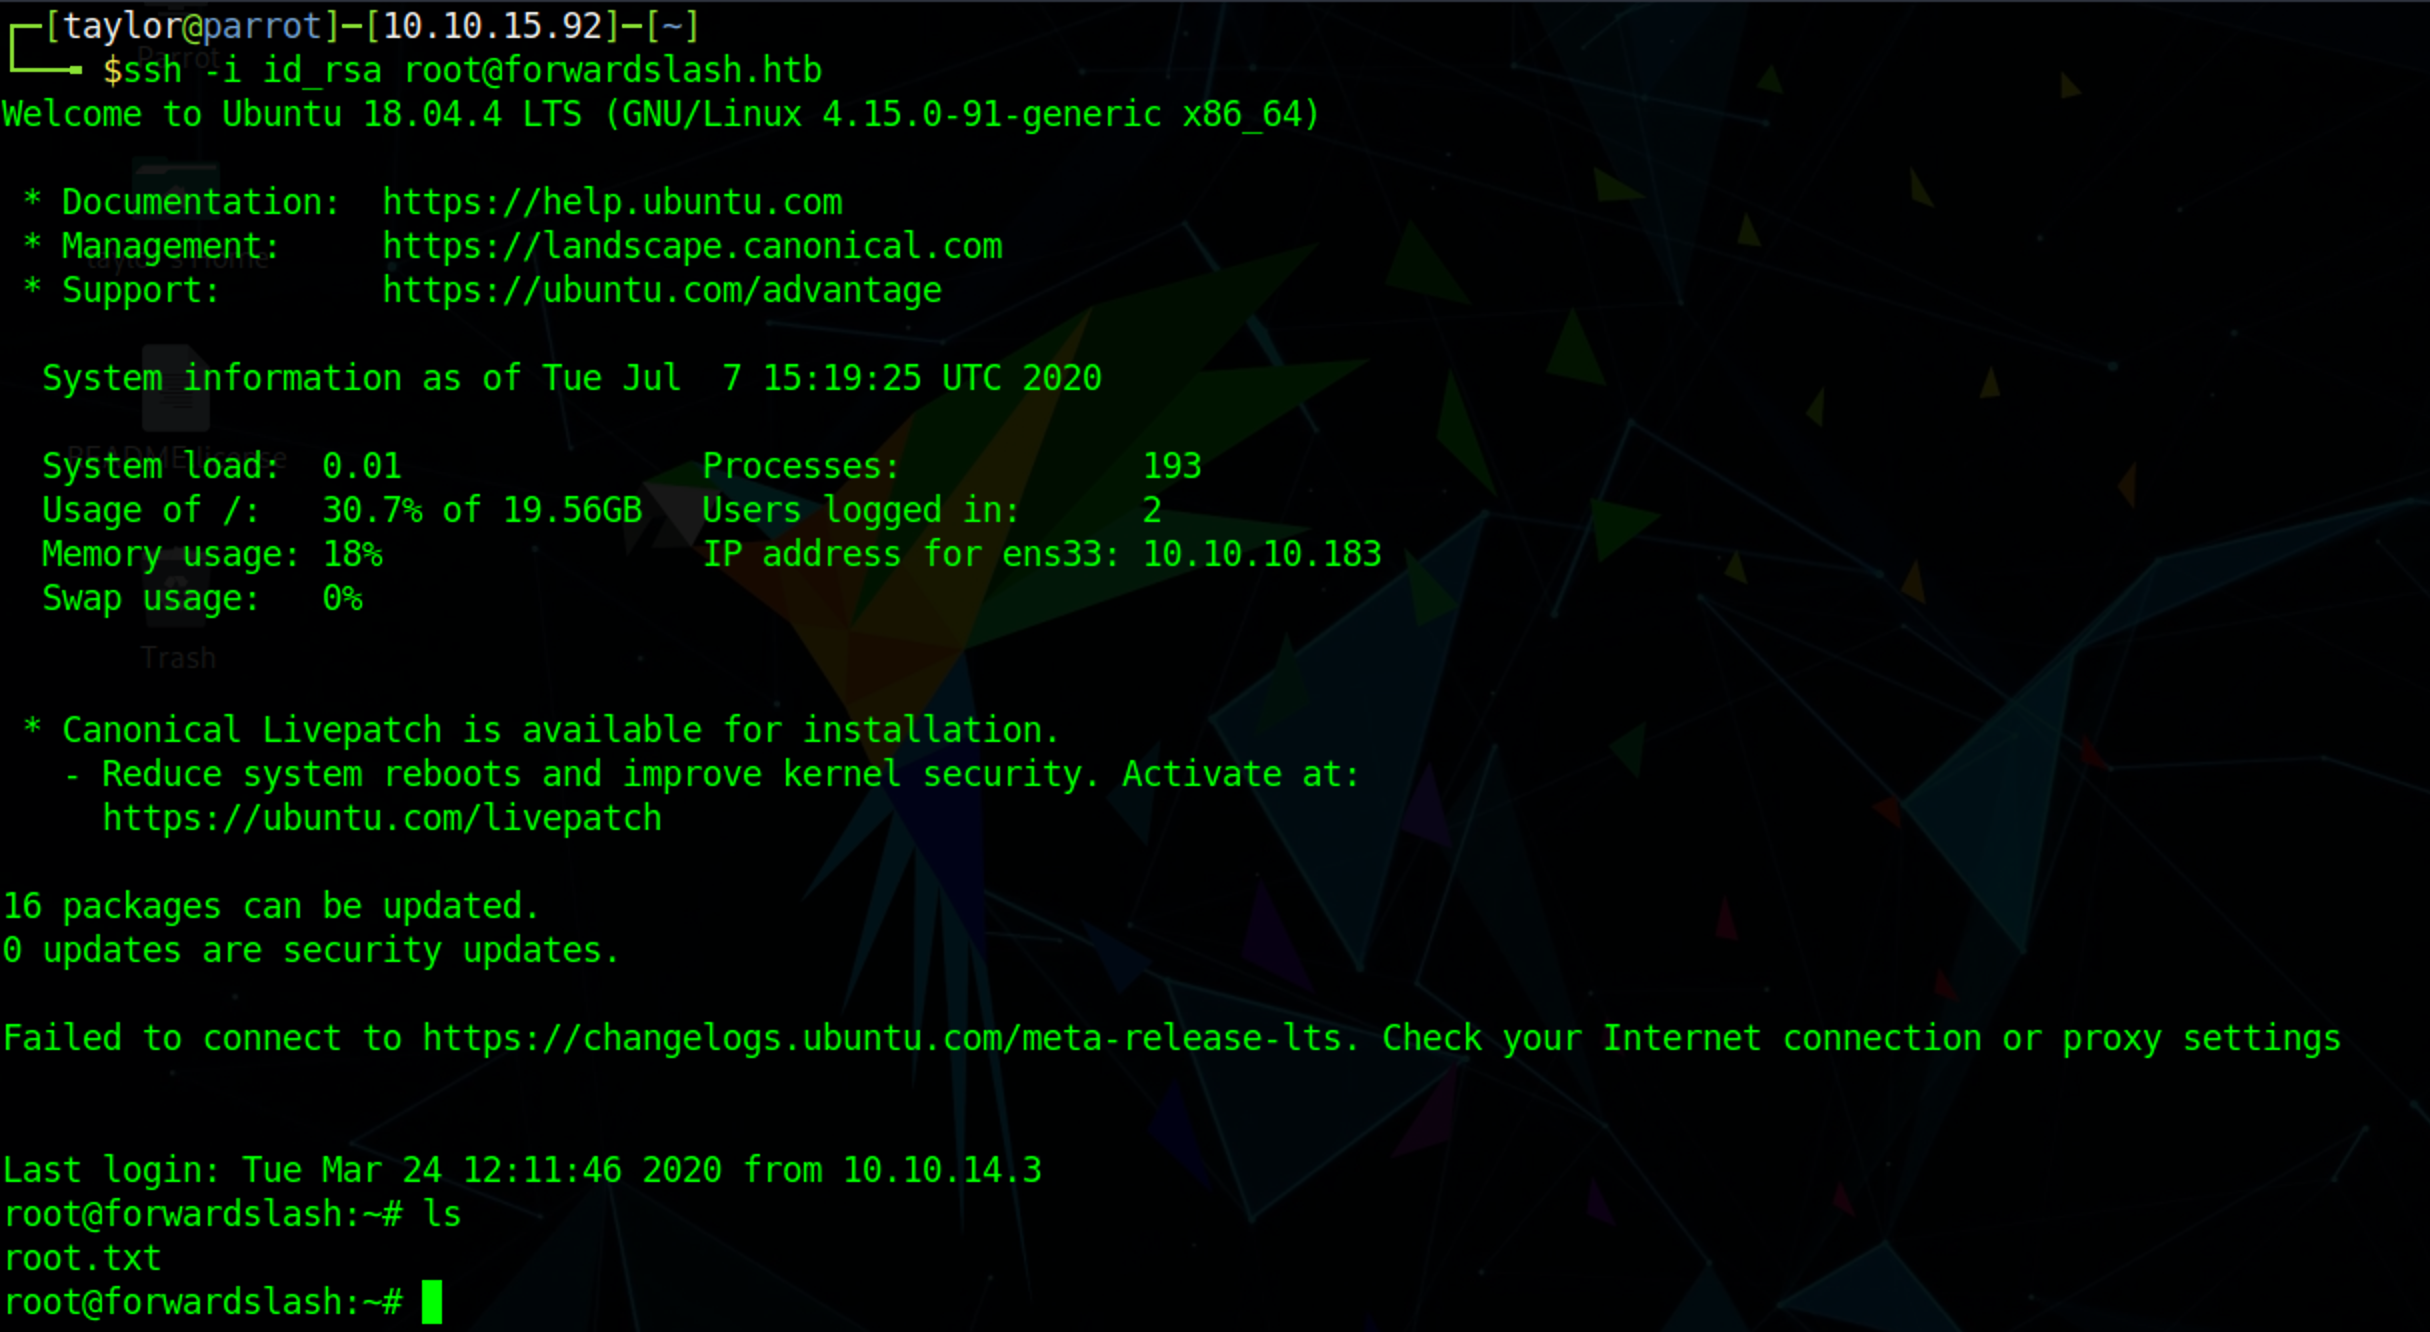 ┌─[taylor@parrot]─[10.10.15.92]─[~]
└──╼ $ssh -i id_rsa root@forwardslash.htb
Welcome to Ubuntu 18.04.4 LTS (GNU/Linux 4.15.0-91-generic x86_64)

 * Documentation:  https://help.ubuntu.com
 * Management:     https://landscape.canonical.com
 * Support:        https://ubuntu.com/advantage

  System information as of Tue Jul  7 15:19:25 UTC 2020

  System load:  0.01               Processes:            193
  Usage of /:   30.7% of 19.56GB   Users logged in:      2
  Memory usage: 18%                IP address for ens33: 10.10.10.183
  Swap usage:   0%

Trash

 * Canonical Livepatch is available for installation.
   - Reduce system reboots and improve kernel security. Activate at:
     https://ubuntu.com/livepatch

16 packages can be updated.
0 updates are security updates.

Failed to connect to https://changelogs.ubuntu.com/meta-release-lts. Check your Internet connection or proxy settings

Last login: Tue Mar 24 12:11:46 2020 from 10.10.14.3
root@forwardslash:~# ls
root.txt
root@forwardslash:~#